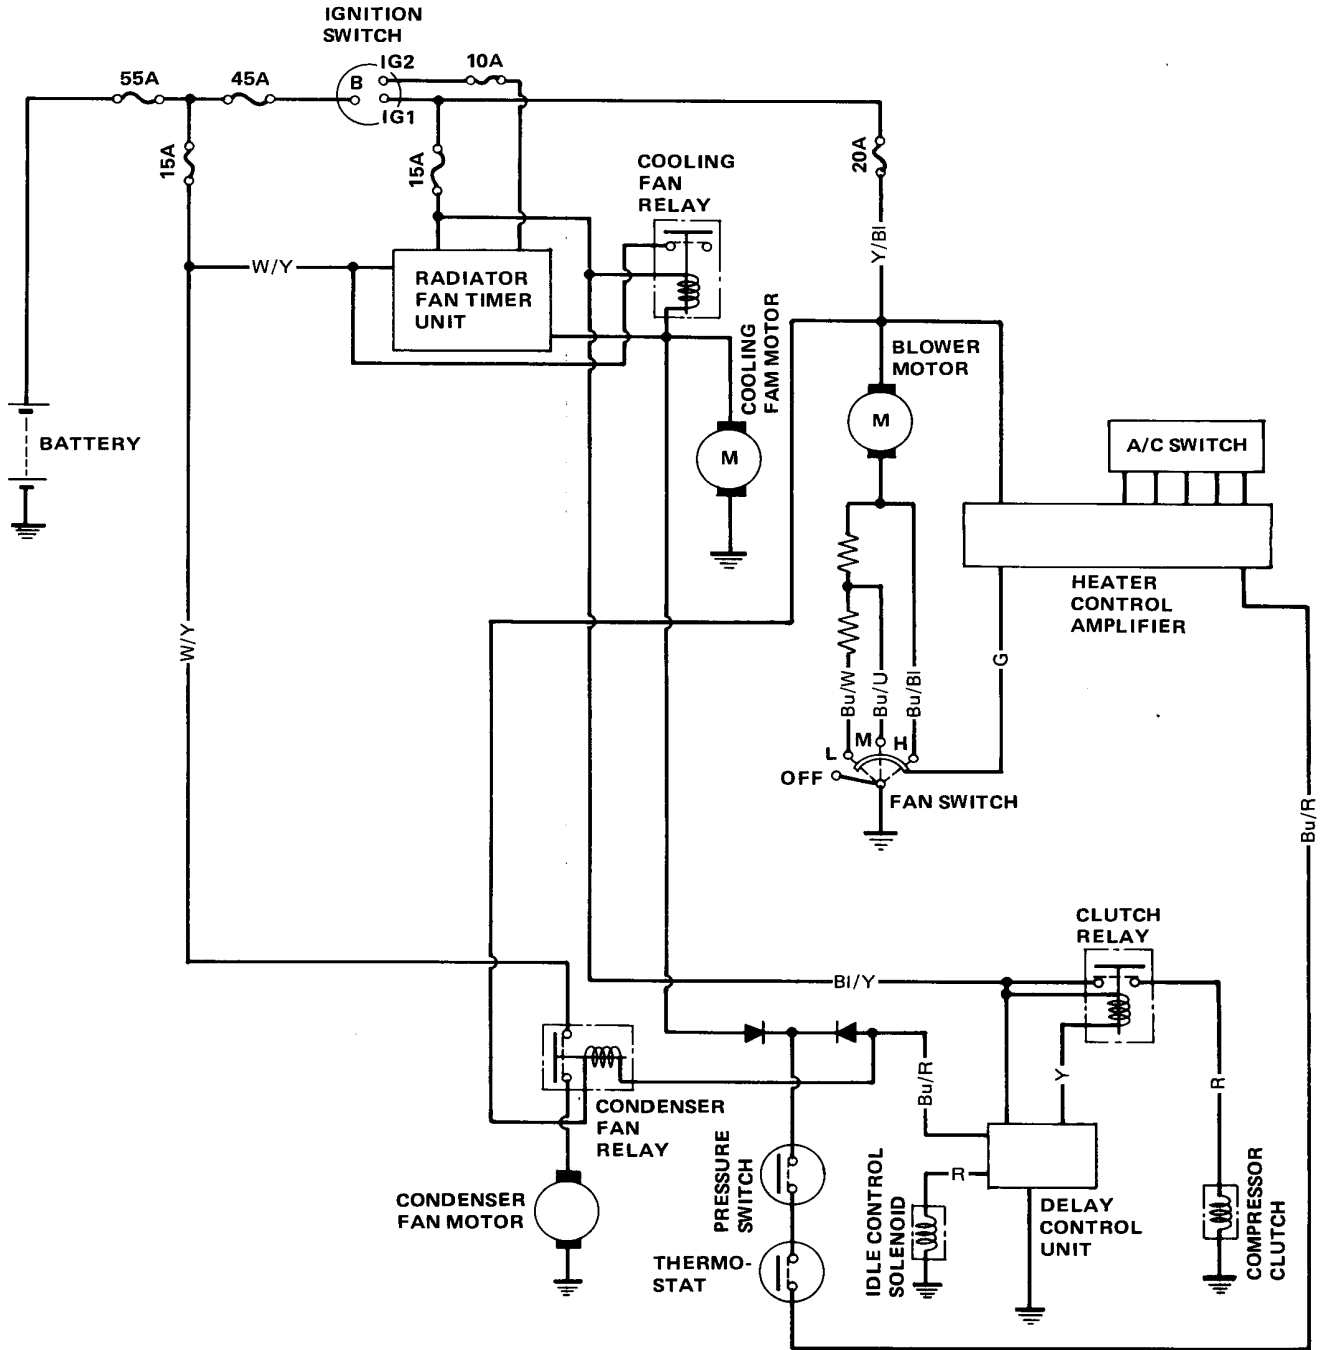 IGNITION
SWITCH
55A
45A
B
IG2
IG1
10A
15A
15A
20A
COOLING
FAN
RELAY
Y/Bl
W/Y
RADIATOR
FAN TIMER
UNIT
COOLING
FAM MOTOR
BLOWER
MOTOR
M
M
BATTERY
A/C SWITCH
HEATER
CONTROL
AMPLIFIER
W/Y
G
Bu/W
Bu/U
Bu/Bl
L
M
H
OFF
FAN SWITCH
Bu/R
CLUTCH
RELAY
Bl/Y
Bu/R
Y
R
CONDENSER
FAN
RELAY
PRESSURE
SWITCH
R
CONDENSER
FAN MOTOR
THERMO-
STAT
IDLE CONTROL
SOLENOID
DELAY
CONTROL
UNIT
COMPRESSOR
CLUTCH